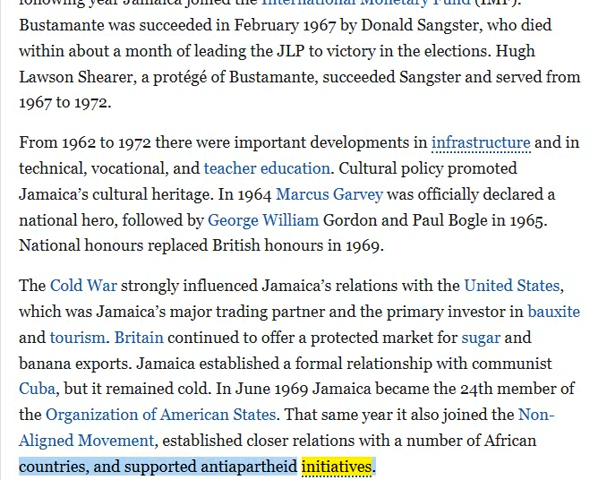 following year Jamaica joined the International Monetary Fund (IMF).
Bustamante was succeeded in February 1967 by Donald Sangster, who died
within about a month of leading the JLP to victory in the elections. Hugh
Lawson Shearer, a protégé of Bustamante, succeeded Sangster and served from
1967 to 1972.
From 1962 to 1972 there were important developments in infrastructure and in
technical, vocational, and teacher education. Cultural policy promoted
Jamaica’s cultural heritage. In 1964 Marcus Garvey was officially declared a
national hero, followed by George William Gordon and Paul Bogle in 1965.
National honours replaced British honours in 1969.
The Cold War strongly influenced Jamaica’s relations with the United States,
which was Jamaica’s major trading partner and the primary investor in bauxite
and tourism. Britain continued to offer a protected market for sugar and
banana exports. Jamaica established a formal relationship with communist
Cuba, but it remained cold. In June 1969 Jamaica became the 24th member of
the Organization of American States. That same year it also joined the Non-
Aligned Movement, established closer relations with a number of African
countries, and supported antiapartheid initiatives.